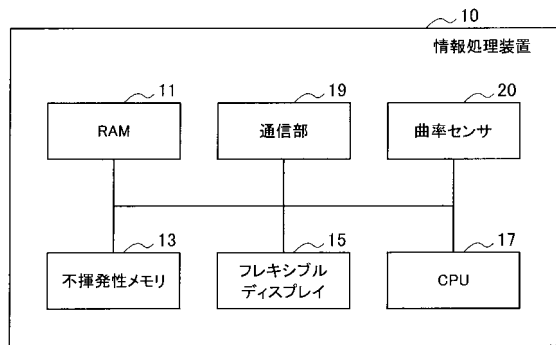 10
情報処理装置
11
19
20
RAM
通信部
曲率センサ
13
15
17
不揮発性メモリ
フレキシブル
ディスプレイ
CPU